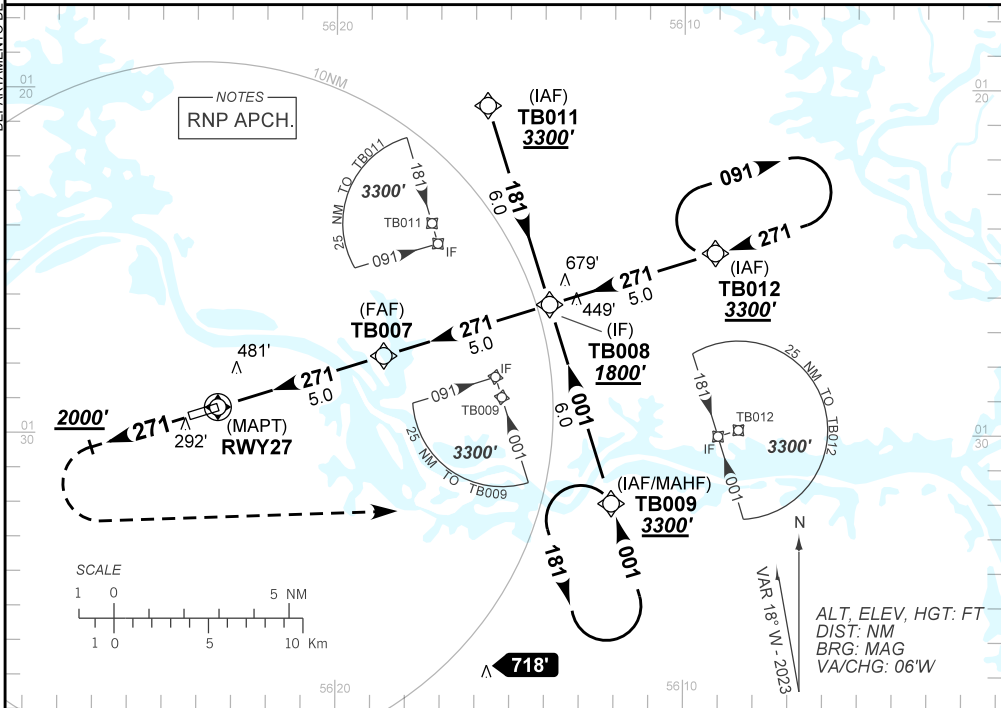 DEPARTAMENTO DE
56 20
56 10
01
20
01
20
10NM
NOTES
RNP APCH.
(IAF)
TB011
3300'
181
6.0
25 NM TO TB011
181
3300'
TB011
IF
091
091
271
(IAF)
TB012
3300'
679'
271
5.0
449'
(IF)
TB008
1800'
(FAF)
TB007
271
5.0
481'
271
5.0
2000'
271
292'
(MAPT)
RWY27
IF
091
TB009
3300'
001
25 NM TO TB009
001
6.0
25 NM TO TB012
181
TB012
IF
3300'
001
01
30
01
30
(IAF/MAHF)
TB009
3300'
181
001
N
VAR 18° W - 2023
ALT, ELEV, HGT: FT
DIST: NM
BRG: MAG
VA/CHG: 06'W
SCALE
1 0 5 NM
1 0 5 10 Km
718'
56 20
56 10